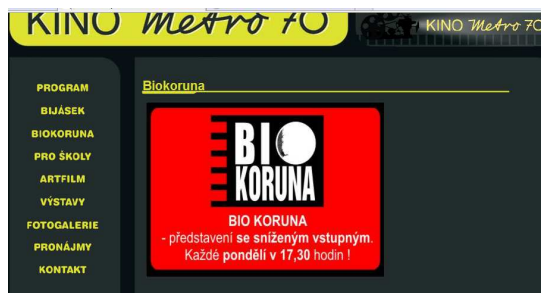 KINO Metro 70
KINO Metro 70
PROGRAM
BIJÁSEK
BIOKORUNA
PRO ŠKOLY
ARTFILM
VÝSTAVY
FOTOGALERIE
PRONÁJMY
KONTAKT
Biokoruna
BIO
KORUNA
BIO KORUNA
- představení se sníženým vstupným.
Každé pondělí v 17,30 hodin !